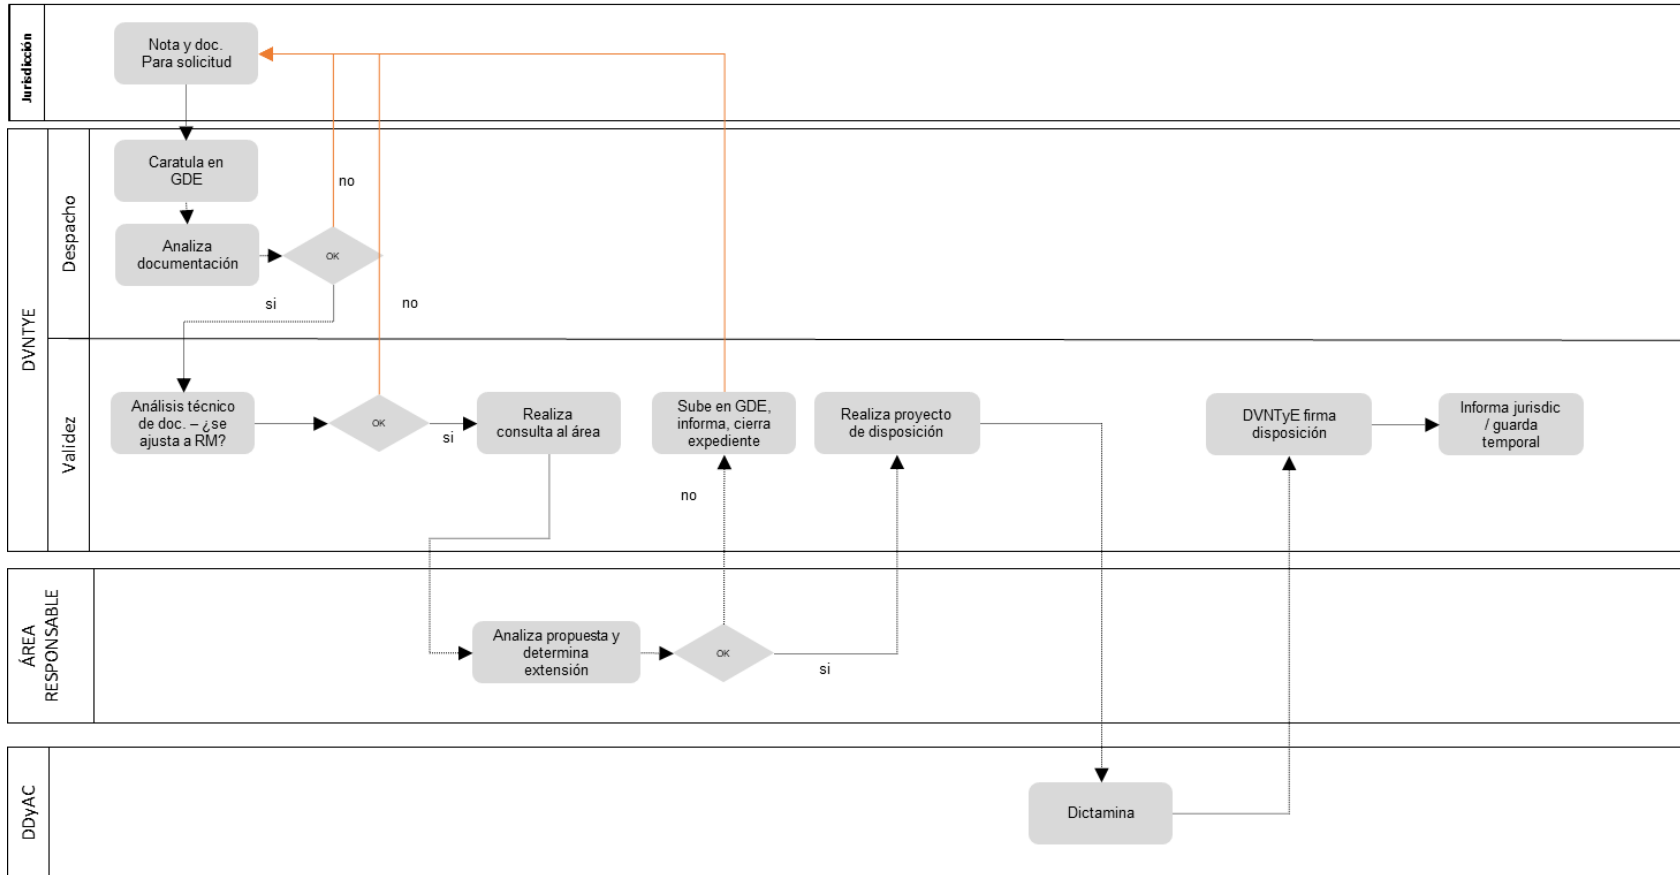 Jurisdicción
Nota y doc.
Para solicitud
DVNTYE
Despacho
Caratula en
GDE
no
Analiza
documentación
OK
si
no
Validez
Análisis técnico
de doc. – ¿se
ajusta a RM?
OK
si
Realiza
consulta al área
Sube en GDE,
informa, cierra
expediente
no
Realiza proyecto
de disposición
DVNTyE firma
disposición
Informa jurisdic
/ guarda
temporal
ÁREA
RESPONSABLE
Analiza propuesta y
determina
extensión
OK
si
DDyAC
Dictamina